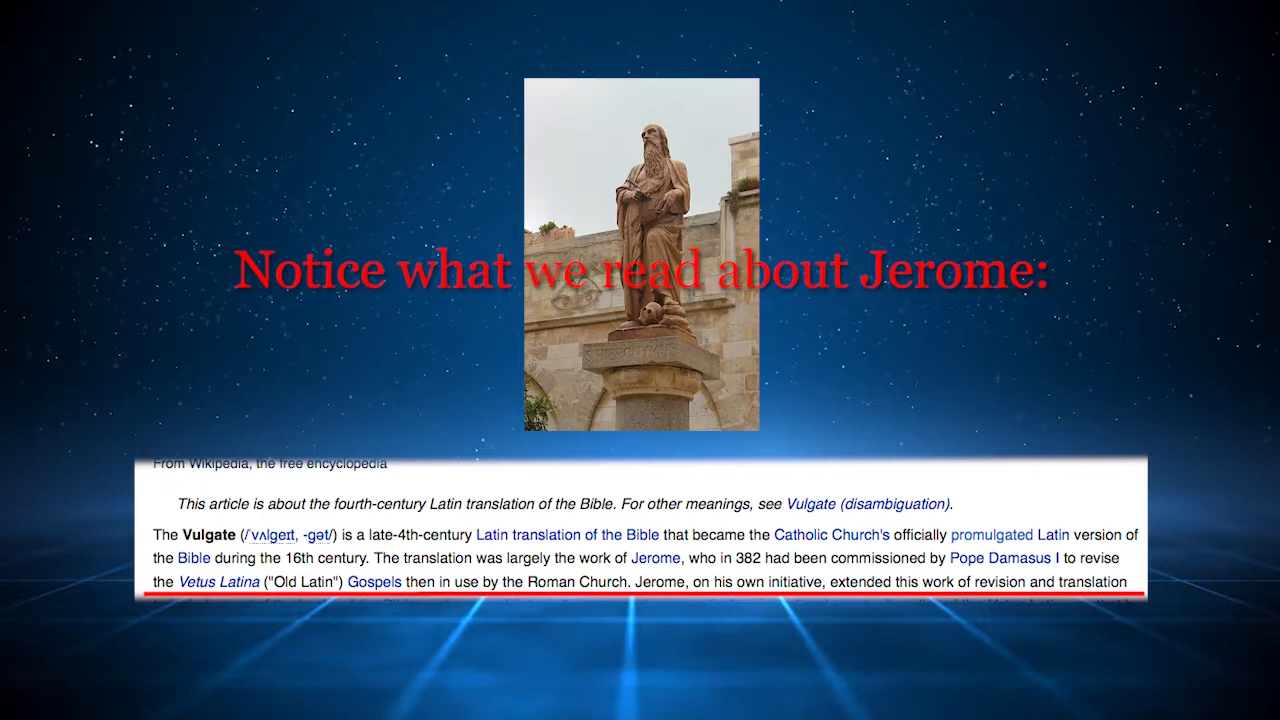 S HIERONYMUS
Notice what we read about Jerome:
From Wikipedia, the free encyclopedia
This article is about the fourth-century Latin translation of the Bible. For other meanings, see Vulgate (disambiguation).
The Vulgate (/ˈvʌlɡeɪt, -ɡət/) is a late-4th-century Latin translation of the Bible that became the Catholic Church's officially promulgated Latin version of
the Bible during the 16th century. The translation was largely the work of Jerome, who in 382 had been commissioned by Pope Damasus I to revise
the Vetus Latina ("Old Latin") Gospels then in use by the Roman Church. Jerome, on his own initiative, extended this work of revision and translation